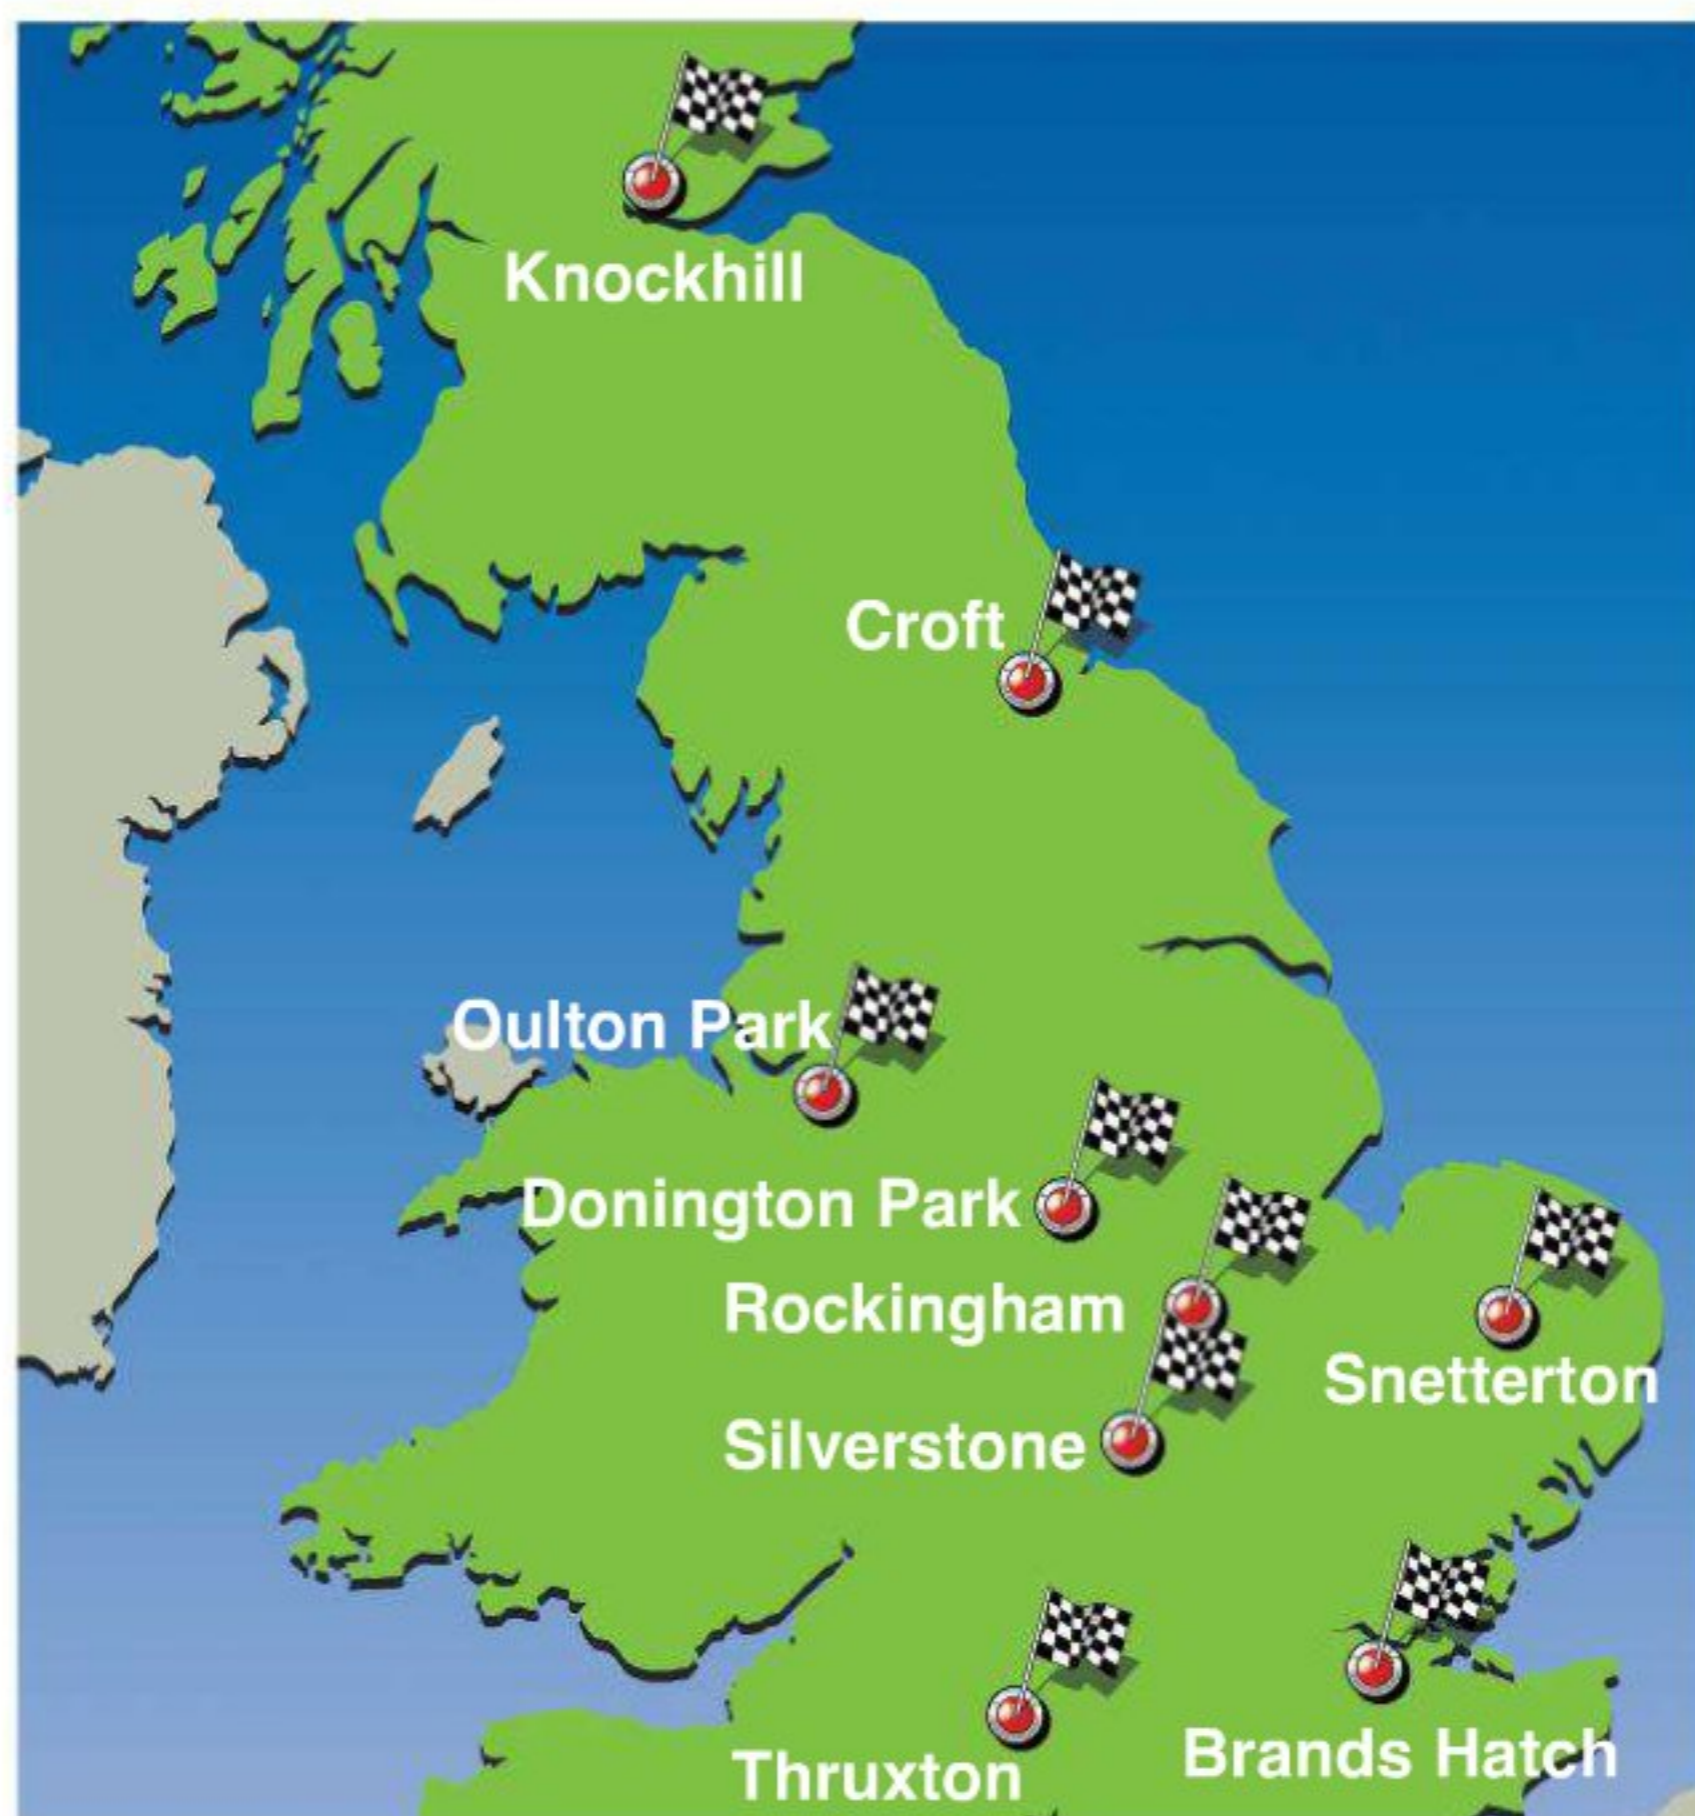 Knockhill
Croft
Oulton Park
Donington Park
Rockingham
Snetterton
Silverstone
Brands Hatch
Thruxton